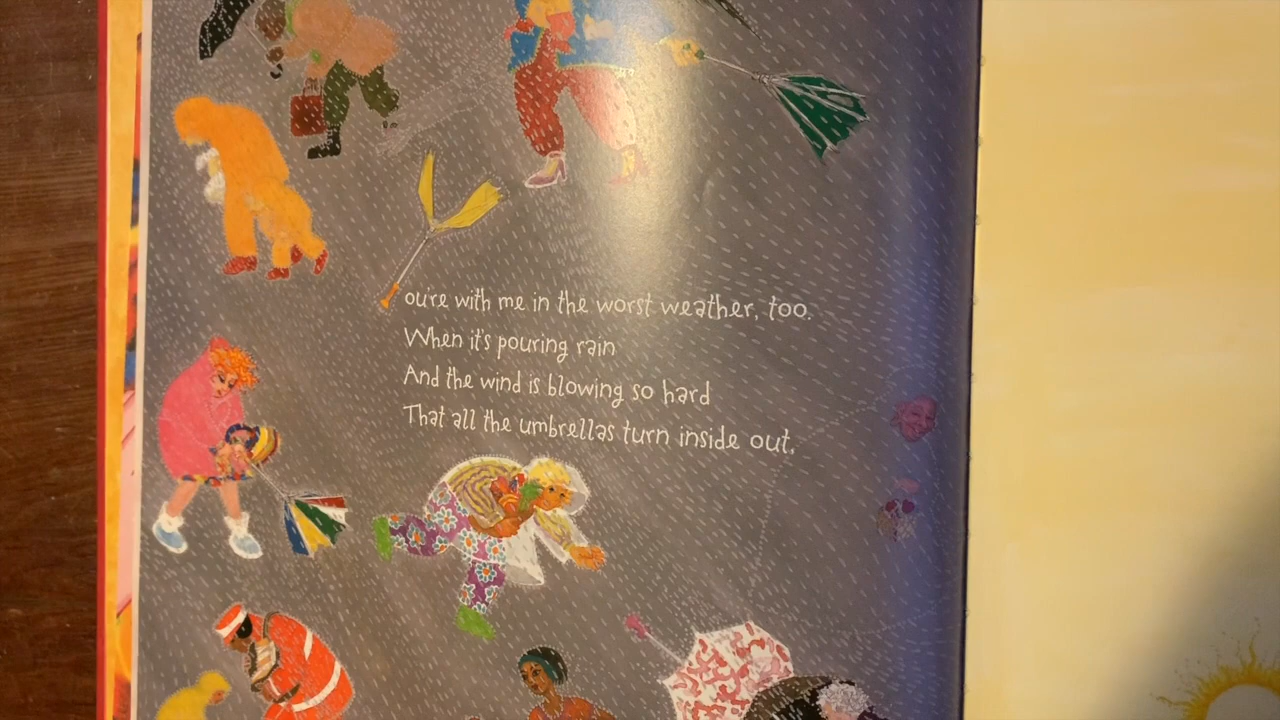 You're with me in the worst weather, too.
When it's pouring rain
And the wind is blowing so hard
That all the umbrellas turn inside out.